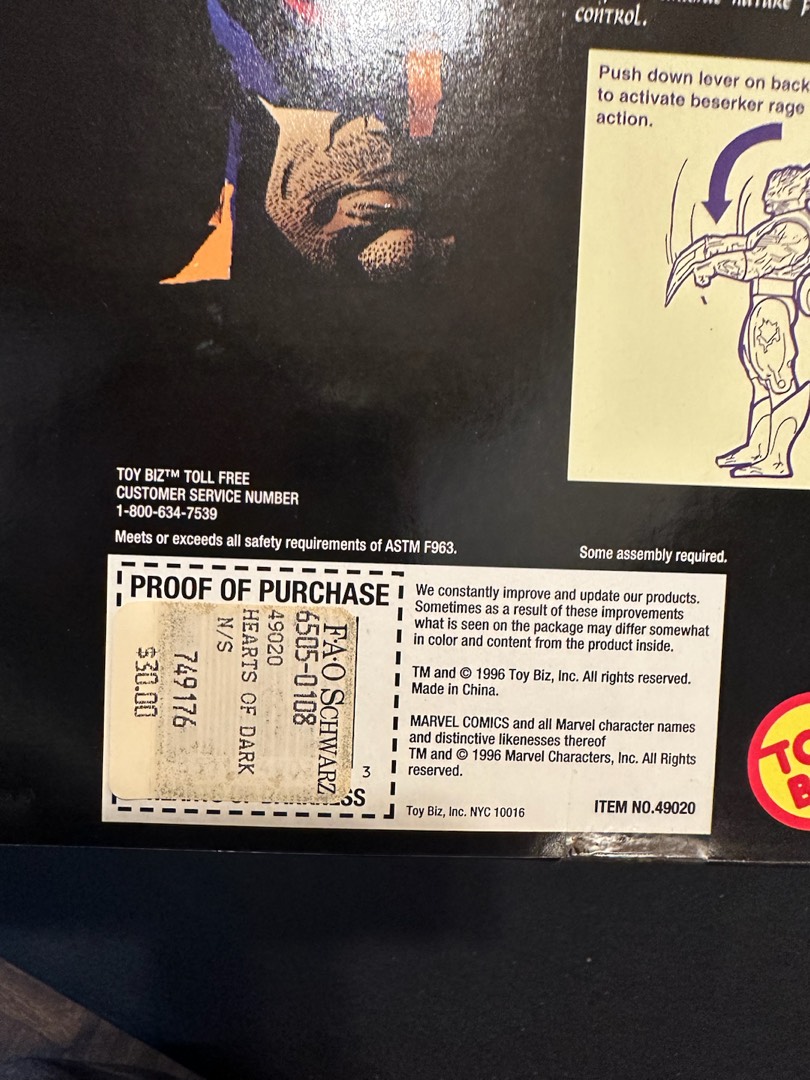 CONTROL.
Push down lever on back
to activate beserker rage
action.
TOY BIZ™ TOLL FREE
CUSTOMER SERVICE NUMBER
1-800-634-7539
Meets or exceeds all safety requirements of ASTM F963.
Some assembly required.
PROOF OF PURCHASE
F·A·O SCHWARZ
6505-0108
49020
HEARTS OF DARK
N/S
749176
$30.00
3
SS
We constantly improve and update our products.
Sometimes as a result of these improvements
what is seen on the package may differ somewhat
in color and content from the product inside.
TM and © 1996 Toy Biz, Inc. All rights reserved.
Made in China.
MARVEL COMICS and all Marvel character names
and distinctive likenesses thereof
TM and © 1996 Marvel Characters, Inc. All Rights
reserved.
Toy Biz, Inc. NYC 10016
ITEM NO.49020
TO
B